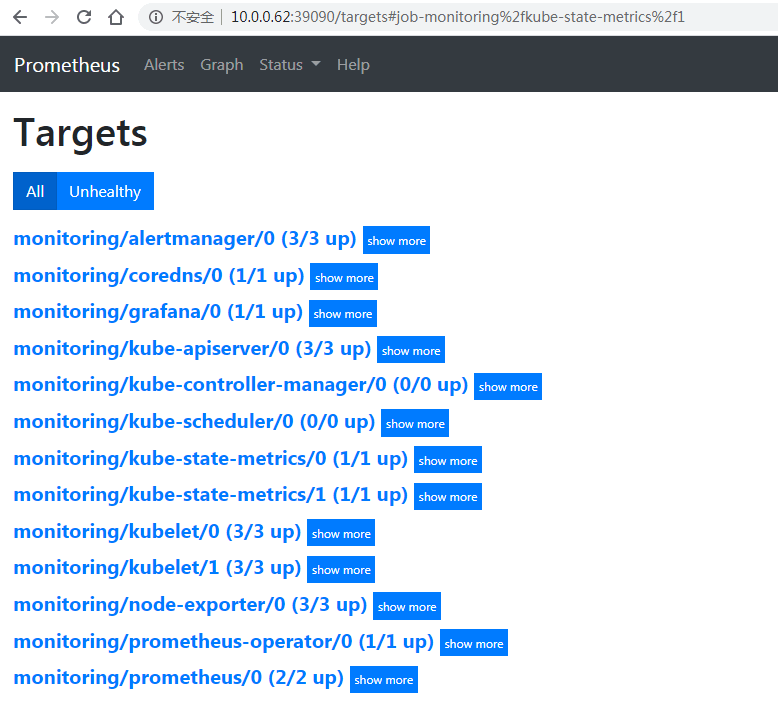 不安全 | 10.0.0.62:39090/targets#job-monitoring%2fkube-state-metrics%2f1
Prometheus Alerts Graph Status Help
Targets
All Unhealthy
monitoring/alertmanager/0 (3/3 up) show more
monitoring/coredns/0 (1/1 up) show more
monitoring/grafana/0 (1/1 up) show more
monitoring/kube-apiserver/0 (3/3 up) show more
monitoring/kube-controller-manager/0 (0/0 up) show more
monitoring/kube-scheduler/0 (0/0 up) show more
monitoring/kube-state-metrics/0 (1/1 up) show more
monitoring/kube-state-metrics/1 (1/1 up) show more
monitoring/kubelet/0 (3/3 up) show more
monitoring/kubelet/1 (3/3 up) show more
monitoring/node-exporter/0 (3/3 up) show more
monitoring/prometheus-operator/0 (1/1 up) show more
monitoring/prometheus/0 (2/2 up) show more